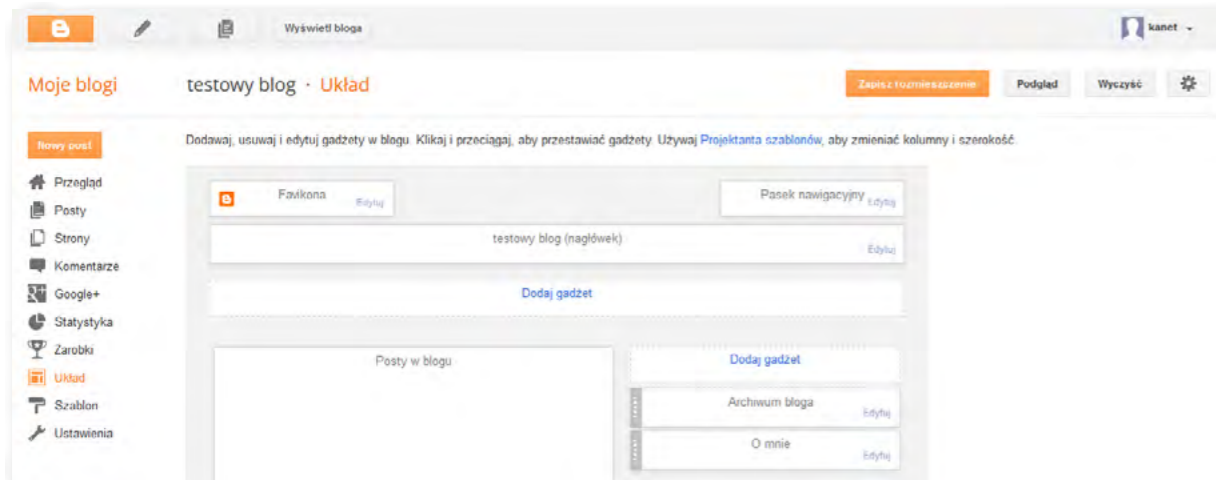 Wyświetl bloga
kanet
Moje blogi
testowy blog · Układ
Zapisz rozmieszczenie
Podgląd
Wyczyść
Nowy post
Dodawaj, usuwaj i edytuj gadżety w blogu. Klikaj i przeciągaj, aby przestawiać gadżety. Używaj Projektanta szablonów, aby zmieniać kolumny i szerokość.
Przegląd
Posty
Strony
Komentarze
Google+
Statystyka
Zarobki
Układ
Szablon
Ustawienia
Favikona
Edytuj
Pasek nawigacyjny
Edytuj
testowy blog (nagłówek)
Edytuj
Dodaj gadżet
Posty w blogu
Dodaj gadżet
Archiwum bloga
Edytuj
O mnie
Edytuj